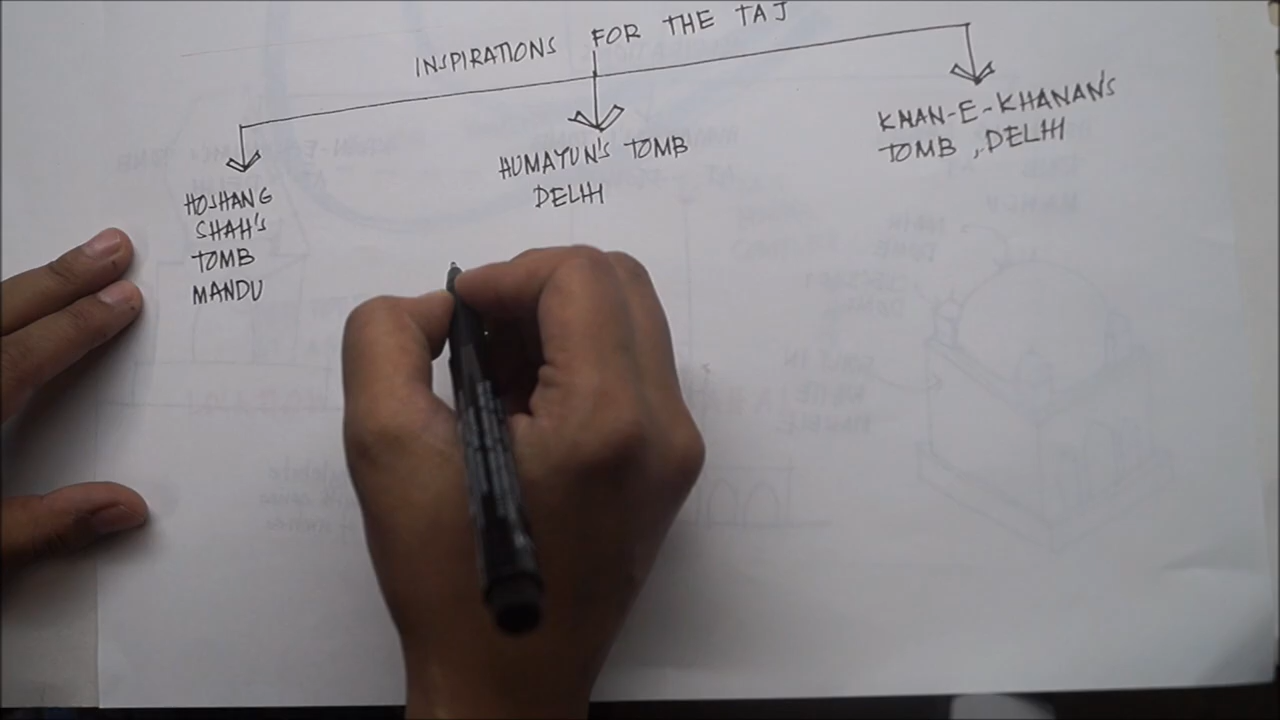 INSPIRATIONS FOR THE TAJ
HOSHANG
SHAH'S
TOMB
MANDU
HUMAYUN'S TOMB
DELHI
KHAN-E-KHANAN'S
TOMB, DELHI